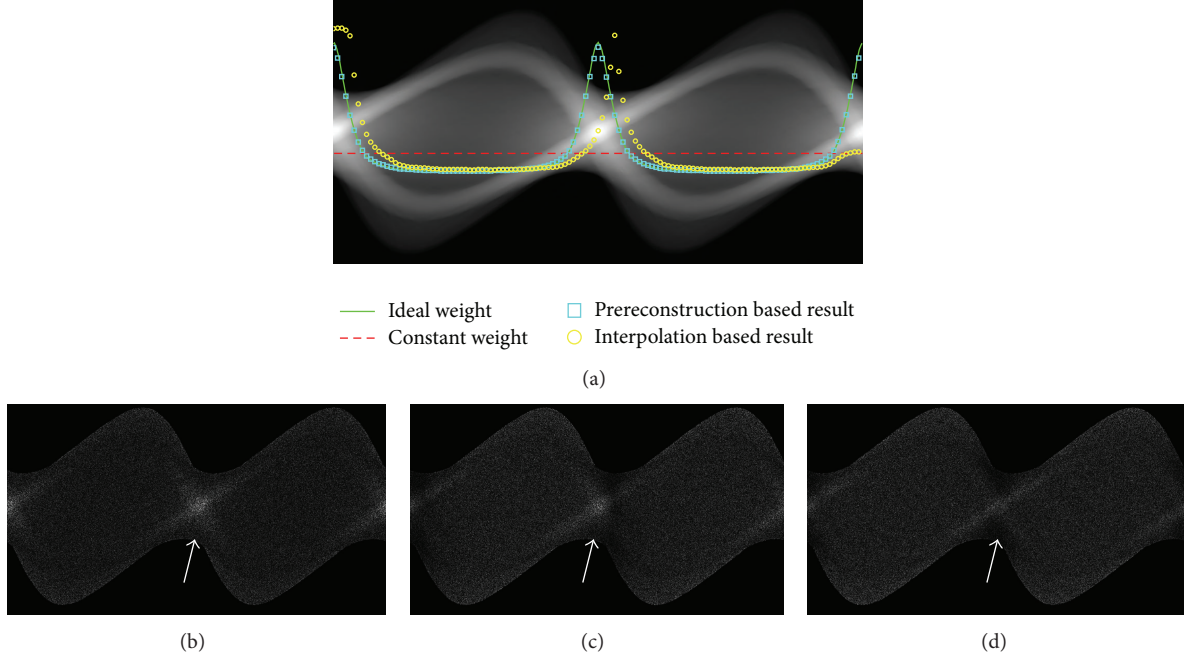 Ideal weight
Prereconstruction based result
Constant weight
Interpolation based result
(a)
(b)
(c)
(d)